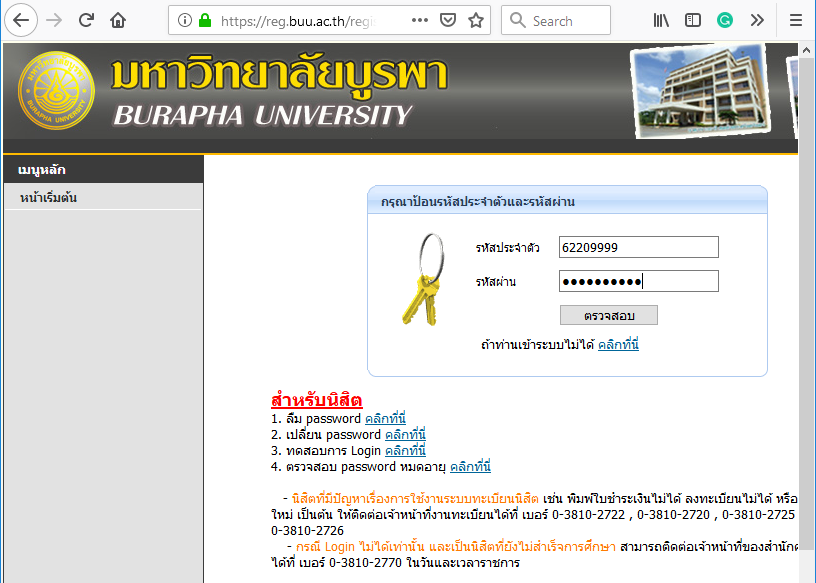 https://reg.buu.ac.th/regi
Search
มหาวิทยาลัยบูรพา
BURAPHA UNIVERSITY
เมนูหลัก
หน้าเริ่มต้น
กรุณาป้อนรหัสประจำตัวและรหัสผ่าน
รหัสประจำตัว 62209999
รหัสผ่าน ●●●●●●●●●●
ตรวจสอบ
ถ้าท่านเข้าระบบไม่ได้ คลิกที่นี่
สำหรับนิสิต
1. ลืม password คลิกที่นี่
2. เปลี่ยน password คลิกที่นี่
3. ทดสอบการ Login คลิกที่นี่
4. ตรวจสอบ password หมดอายุ คลิกที่นี่
- นิสิตที่มีปัญหาเรื่องการใช้งานระบบทะเบียนนิสิต เช่น พิมพ์ใบชำระเงินไม่ได้ ลงทะเบียนไม่ได้ หรือ
ใหม่ เป็นต้น ให้ติดต่อเจ้าหน้าที่งานทะเบียนได้ที่ เบอร์ 0-3810-2722 , 0-3810-2720 , 0-3810-2725
0-3810-2726
- กรณี Login ไม่ได้เท่านั้น และเป็นนิสิตที่ยังไม่สำเร็จการศึกษา สามารถติดต่อเจ้าหน้าที่ของสำนัก
ได้ที่ เบอร์ 0-3810-2770 ในวันและเวลาราชการ